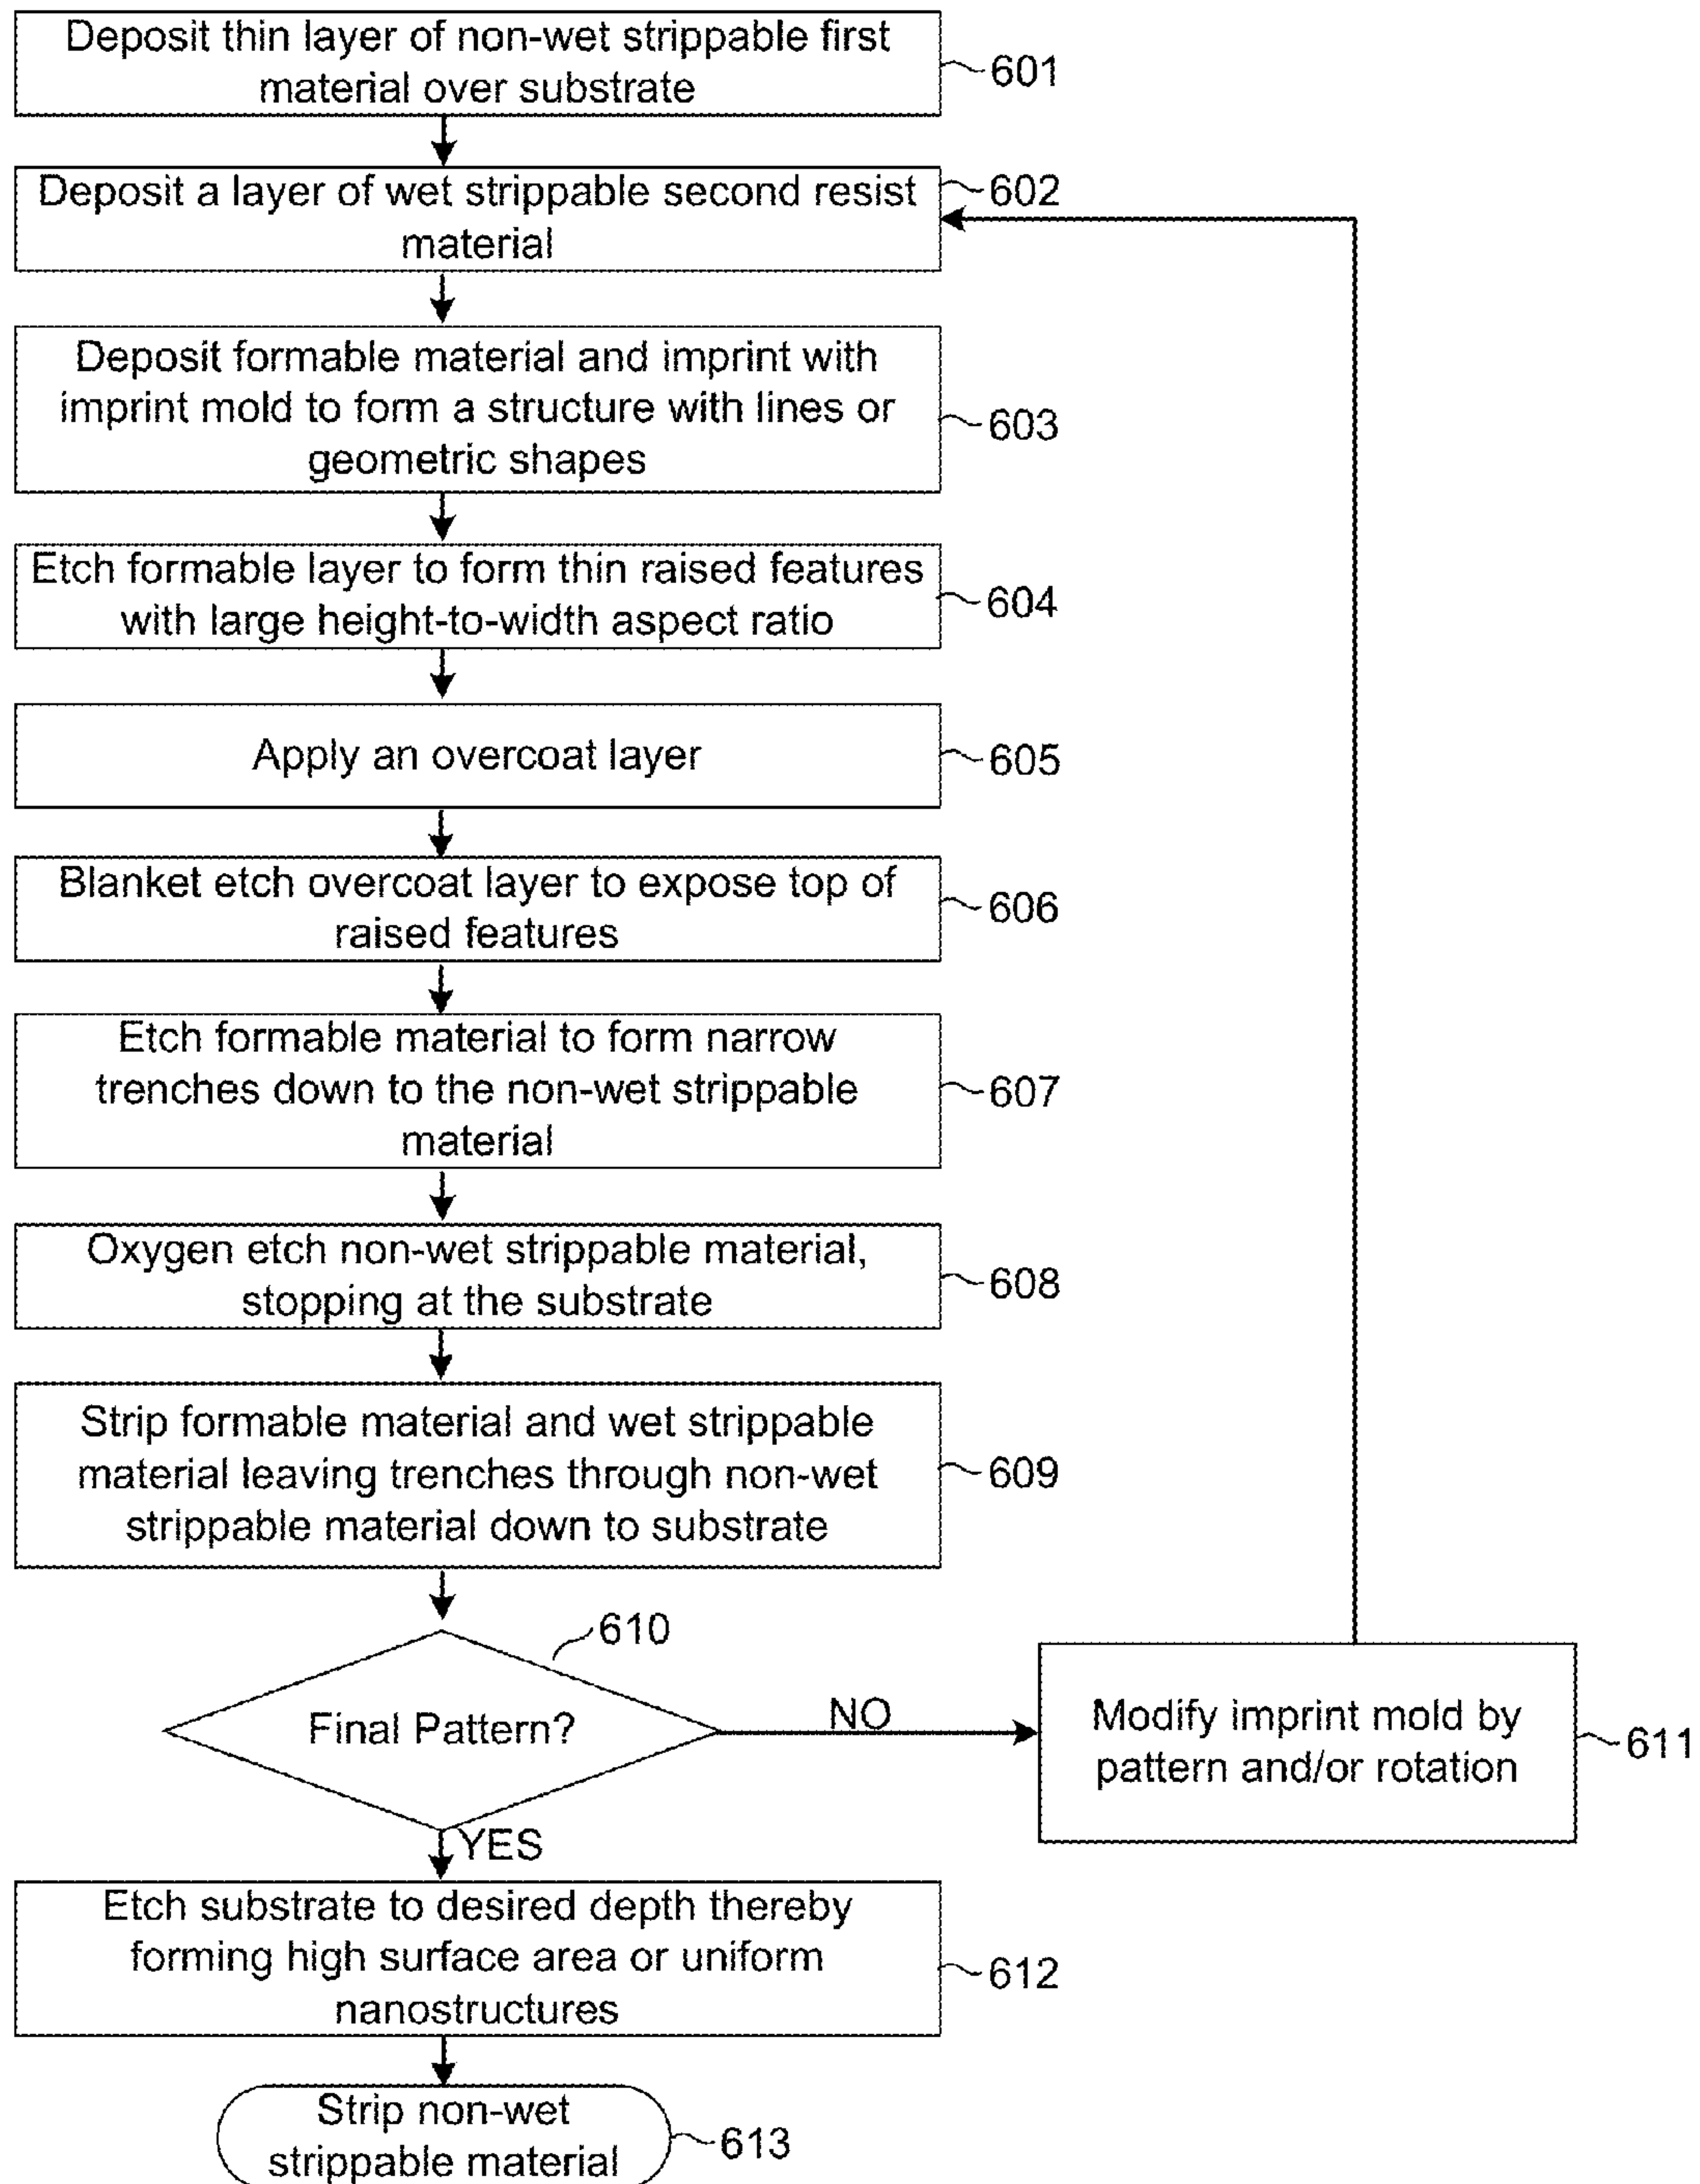 Deposit thin layer of non-wet strippable first
material over substrate
601
Deposit a layer of wet strippable second resist
material
602
Deposit formable material and imprint with
imprint mold to form a structure with lines or
geometric shapes
603
Etch formable layer to form thin raised features
with large height-to-width aspect ratio
604
Apply an overcoat layer
605
Blanket etch overcoat layer to expose top of
raised features
606
Etch formable material to form narrow
trenches down to the non-wet strippable
material
607
Oxygen etch non-wet strippable material,
stopping at the substrate
608
Strip formable material and wet strippable
material leaving trenches through non-wet
strippable material down to substrate
609
610
Final Pattern?
NO
Modify imprint mold by
pattern and/or rotation
611
YES
Etch substrate to desired depth thereby
forming high surface area or uniform
nanostructures
612
Strip non-wet
strippable material
613